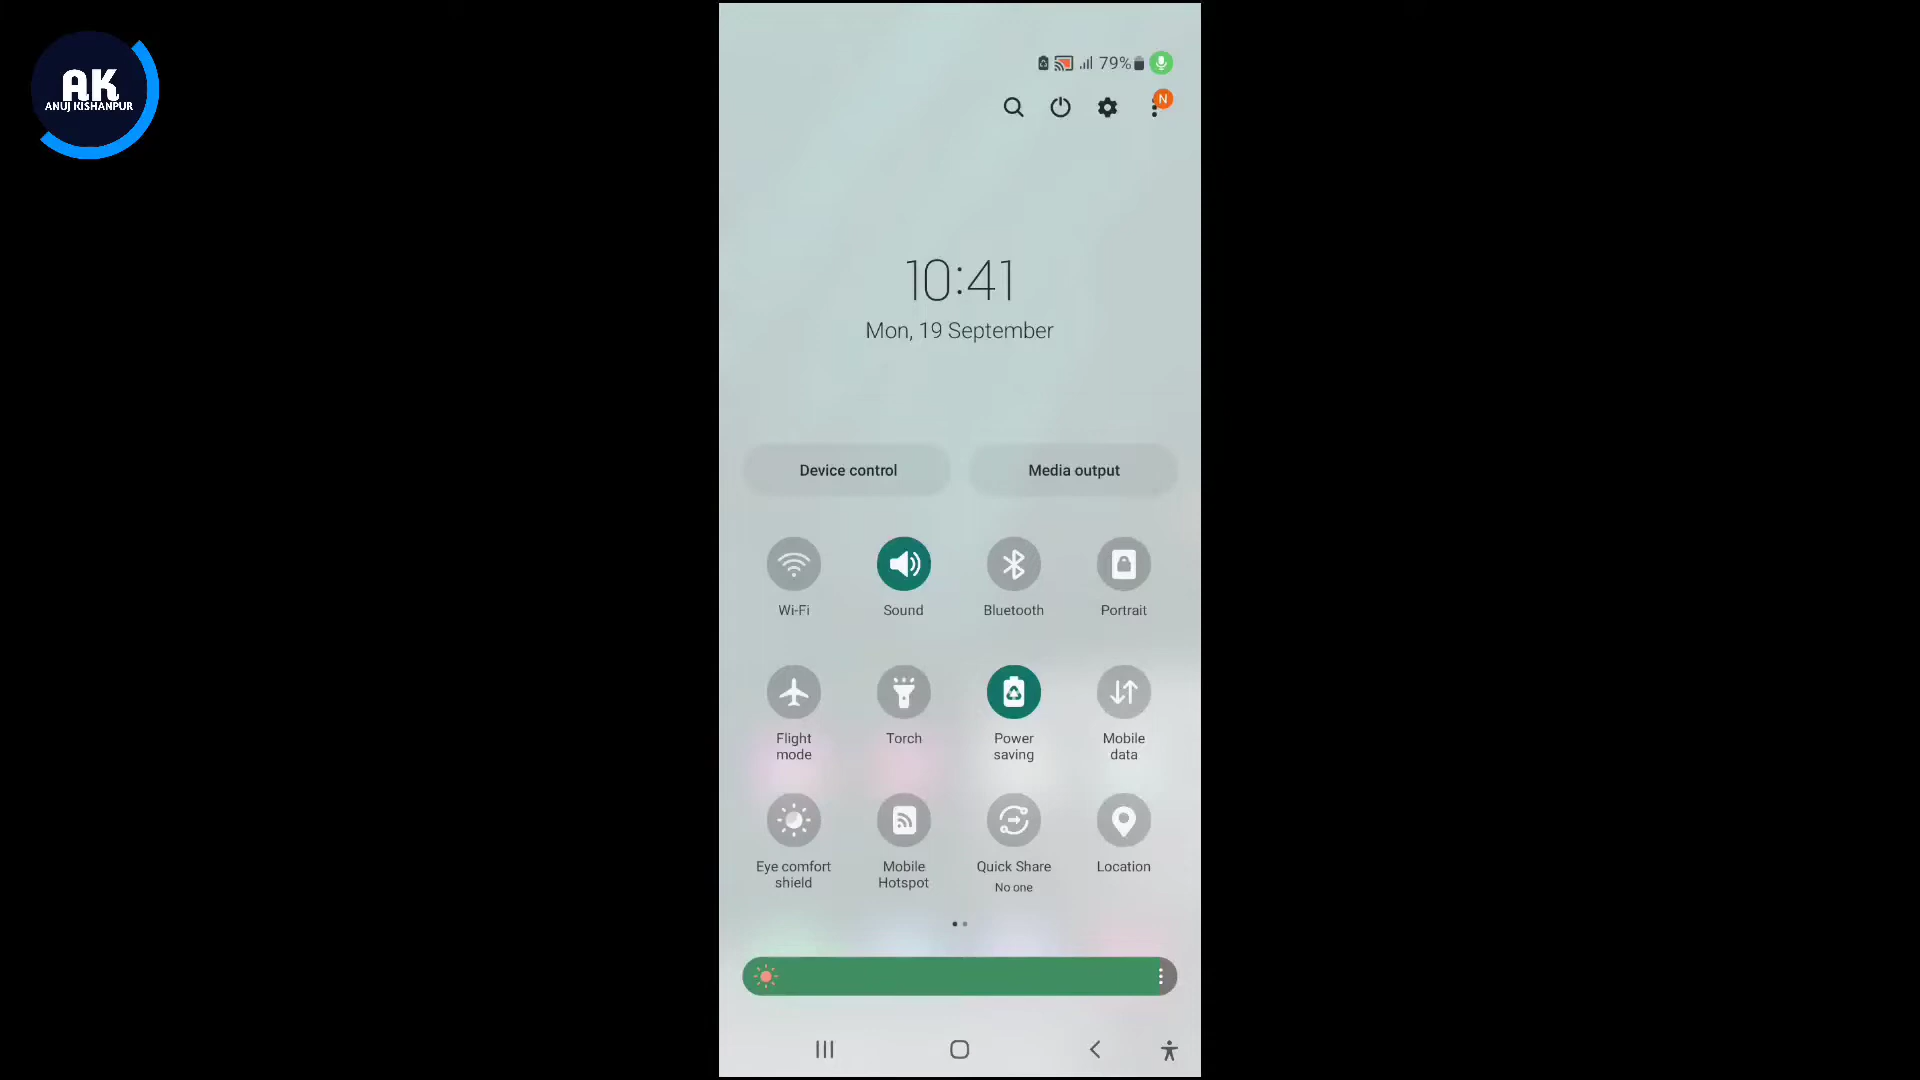 AK
ANUJ KISHANPUR
79%
N
10:41
Mon, 19 September
Device control
Media output
Wi-Fi
Sound
Bluetooth
Portrait
Flight
mode
Torch
Power
saving
Mobile
data
Eye comfort
shield
Mobile
Hotspot
Quick Share
No one
Location